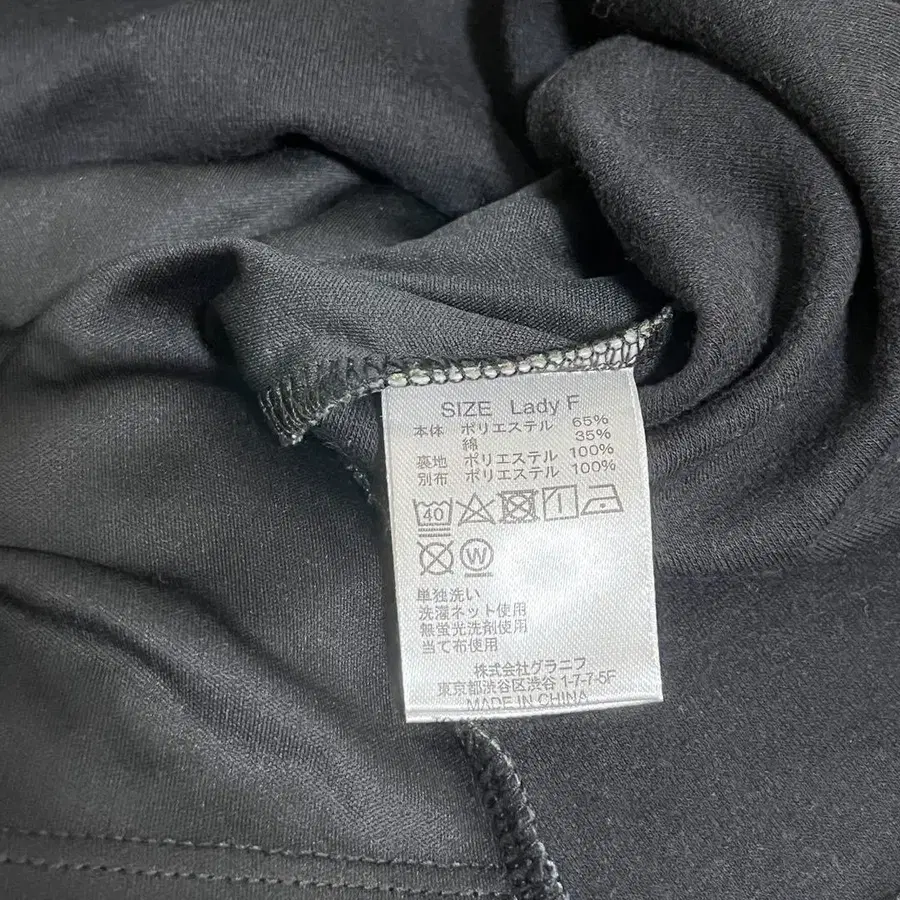 SIZE Lady F
本体 ポリエステル 65%
綿 35%
裏地 ポリエステル 100%
別布 ポリエステル 100%
40
W
単独洗い
洗濯ネット使用
無蛍光洗剤使用
当て布使用
株式会社グラニフ
東京都渋谷区渋谷 1-7-7-5F
MADE IN CHINA